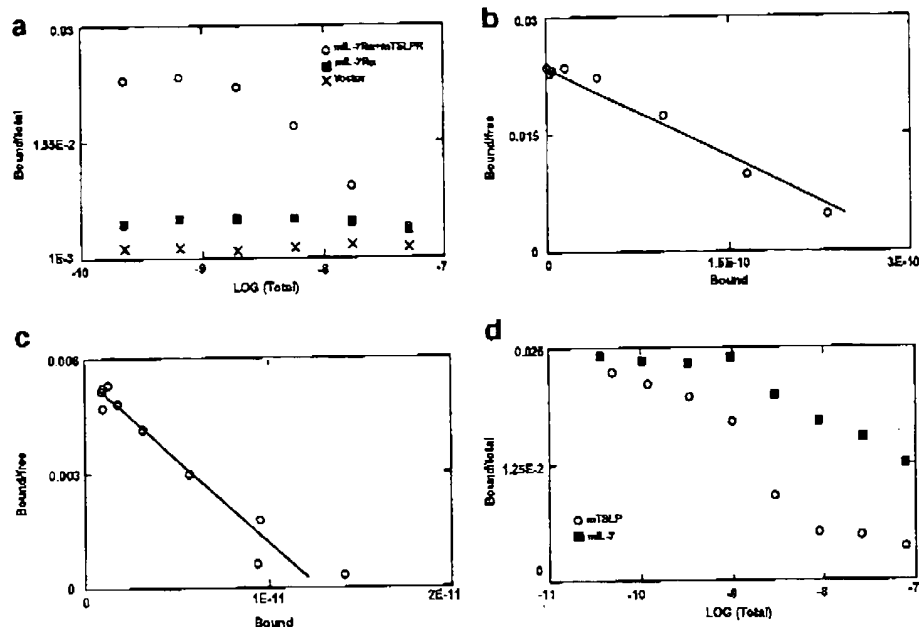 a
0.03
Bound/total
1.55E-2
1E-3
mIL-7Rα+mTSLPR
mIL-7Rα
Vector
-10
-9
-8
-7
LOG (Total)
b
0.03
Bound/free
0.015
0
0
1.5E-10
3E-10
Bound
c
0.006
Bound/free
0.003
0
0
1E-11
2E-11
Bound
d
0.025
Bound/total
1.25E-2
0
mTSLP
mIL-7
-11
-10
-9
-8
-7
LOG (Total)